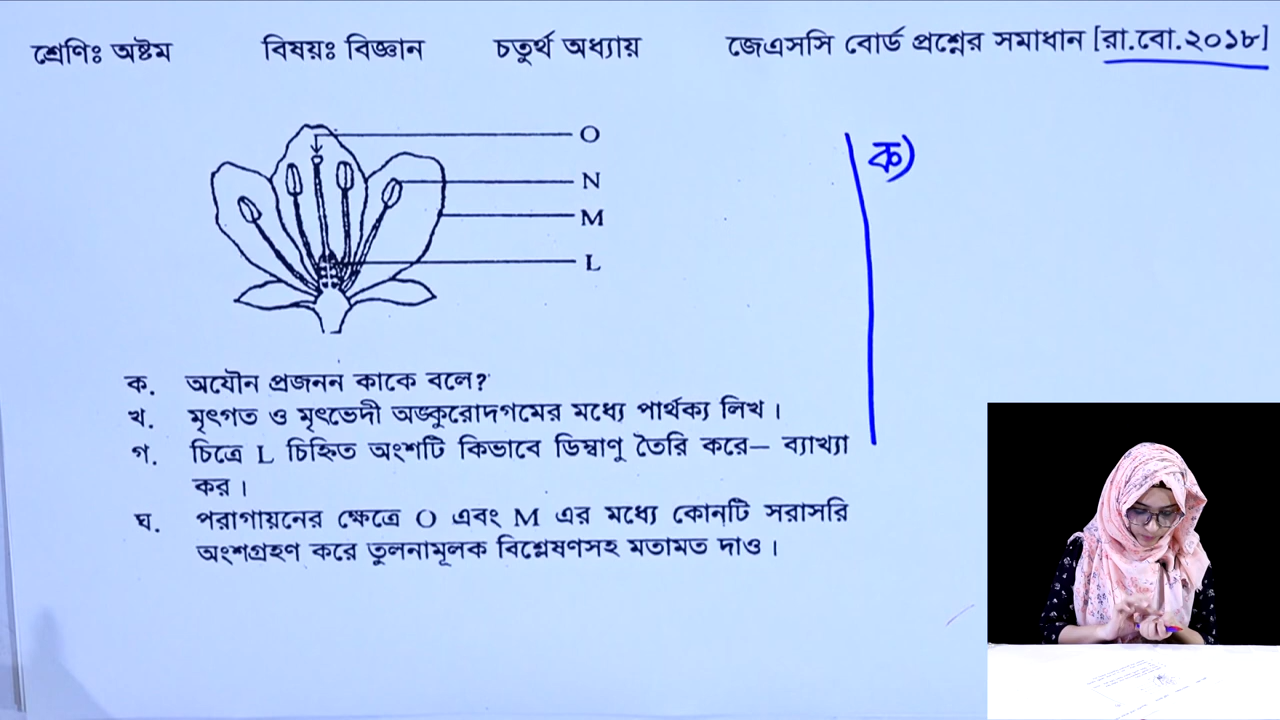 শ্রেণিঃ অষ্টম বিষয়ঃ বিজ্ঞান চতুর্থ অধ্যায় জেএসসি বোর্ড প্রশ্নের সমাধান [রা.বো.২০১৮]
O
N
M
L
ক)
ক. অযৌন প্রজনন কাকে বলে?
খ. মৃৎগত ও মৃৎভেদী অঙ্কুরোদগমের মধ্যে পার্থক্য লিখ।
গ. চিত্রে L চিহ্নিত অংশটি কিভাবে ডিম্বাণু তৈরি করে– ব্যাখ্যা
কর।
ঘ. পরাগায়নের ক্ষেত্রে O এবং M এর মধ্যে কোনটি সরাসরি
অংশগ্রহণ করে তুলনামূলক বিশ্লেষণসহ মতামত দাও।